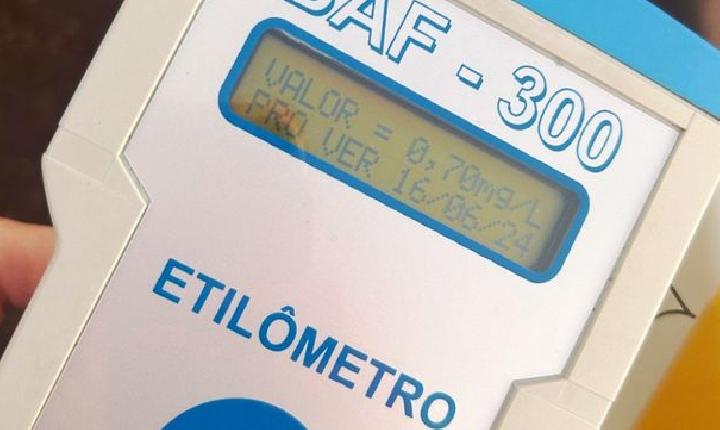 BAF - 300
VALOR = 0,70mg/L
PRO VER 16/06/24
ETILÔMETRO